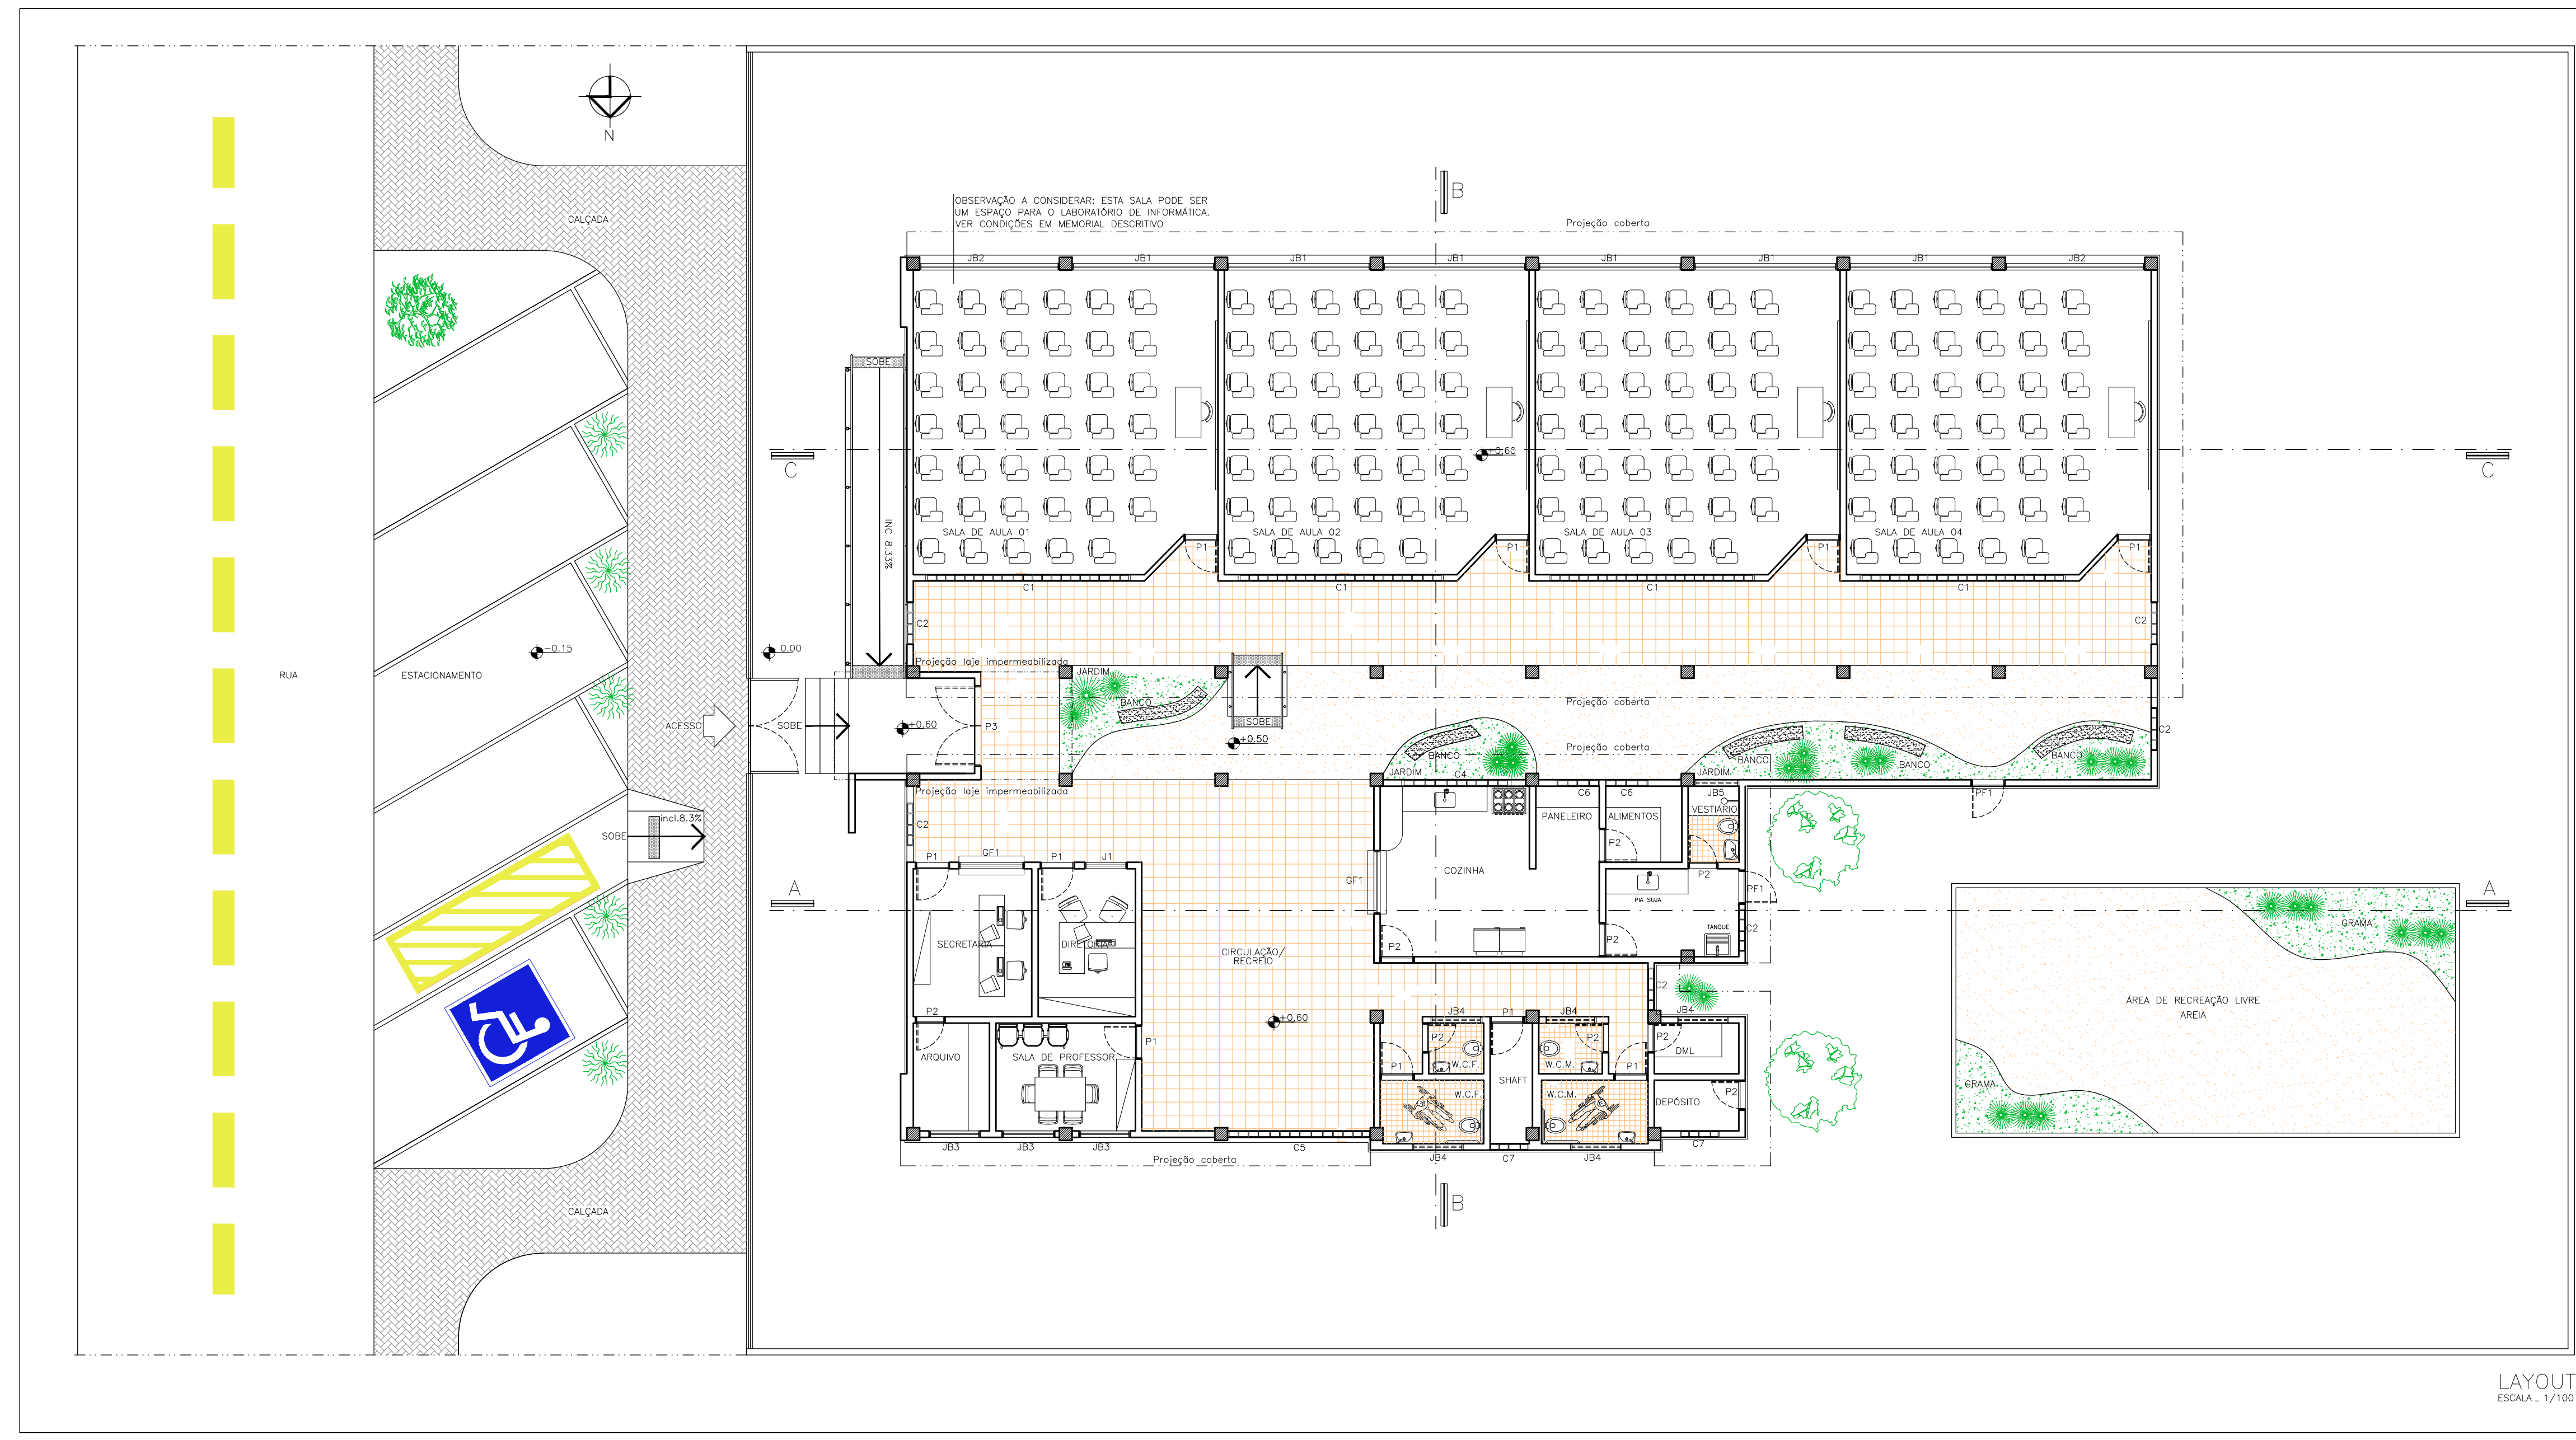 N
CALÇADA
OBSERVAÇÃO A CONSIDERAR: ESTA SALA PODE SER
UM ESPAÇO PARA O LABORATÓRIO DE INFORMÁTICA.
VER CONDIÇÕES EM MEMORIAL DESCRITIVO
B
Projeção coberta
JB2
JB1
JB1
JB1
JB1
JB1
JB1
JB2
SOBE
C
+0.60
C
INC 8.33%
SALA DE AULA 01
SALA DE AULA 02
SALA DE AULA 03
SALA DE AULA 04
P1
P1
P1
P1
C1
C1
C1
C1
C2
C2
-0.15
0.00
Projeção laje impermeabilizada
RUA
ESTACIONAMENTO
JARDIM
BANCO
Projeção coberta
ACESSO
SOBE
+0.60
P3
SOBE
+0.50
C2
Projeção coberta
BANCO
BANCO
BANCO
BANCO
JARDIM
C4
JARDIM
Projeção laje impermeabilizada
C6
C6
JB5
PF1
incl.8.3%
SOBE
C2
PANELEIRO
ALIMENTOS
VESTIÁRIO
P1
GF1
P1
J1
P2
COZINHA
GF1
P2
PF1
A
A
PIA SUJA
SECRETARIA
DIRETORIA
CIRCULAÇÃO/
RECREIO
P2
P2
TANQUE
C2
GRAMA
C2
ÁREA DE RECREAÇÃO LIVRE
AREIA
P2
+0.60
JB4
P1
JB4
JB4
ARQUIVO
SALA DE PROFESSOR
P1
P2
P2
P2
DML
P1
W.C.F.
W.C.M.
P1
SHAFT
GRAMA
W.C.F.
W.C.M.
DEPÓSITO
P2
JB3
JB3
JB3
C5
JB4
C7
JB4
C7
Projeção coberta
B
CALÇADA
LAYOUT
ESCALA _ 1/100